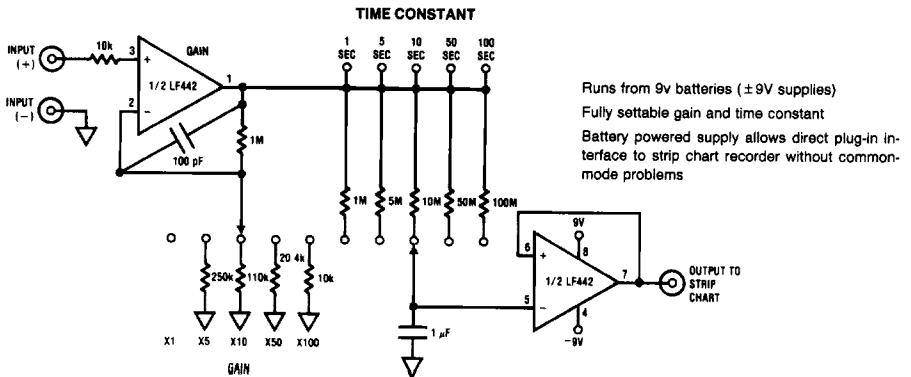 TIME CONSTANT
1 SEC
5 SEC
10 SEC
50 SEC
100 SEC
INPUT
(+)
10k
3
+
GAIN
1/2 LF442
1
2
−
INPUT
(−)
100 pF
1M
Runs from 9v batteries (±9V supplies)
Fully settable gain and time constant
Battery powered supply allows direct plug-in in-
terface to strip chart recorder without common-
mode problems
1M
5M
10M
50M
100M
250k
110k
20 4k
10k
X1
X5
X10
X50
X100
GAIN
1 µF
6
+
9V
8
1/2 LF442
7
5
−
4
−9V
OUTPUT TO
STRIP
CHART